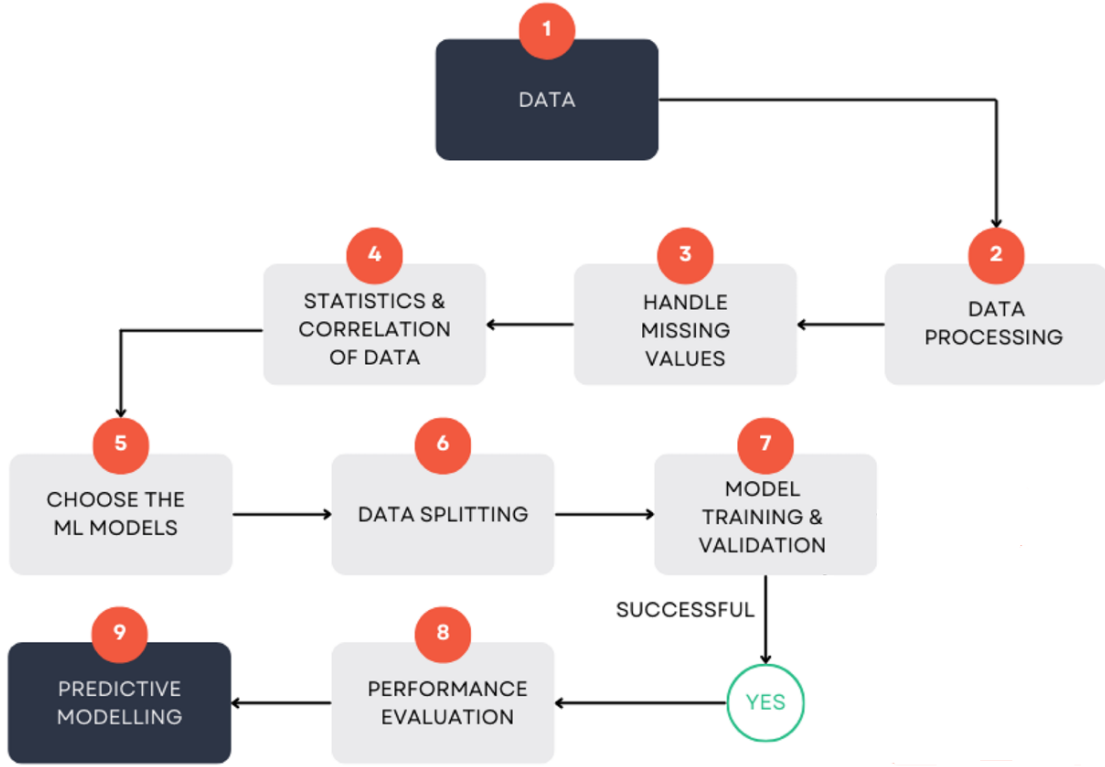 1
DATA
2
DATA
PROCESSING
3
HANDLE
MISSING
VALUES
4
STATISTICS &
CORRELATION
OF DATA
5
CHOOSE THE
ML MODELS
6
DATA SPLITTING
7
MODEL
TRAINING &
VALIDATION
SUCCESSFUL
YES
8
PERFORMANCE
EVALUATION
9
PREDICTIVE
MODELLING